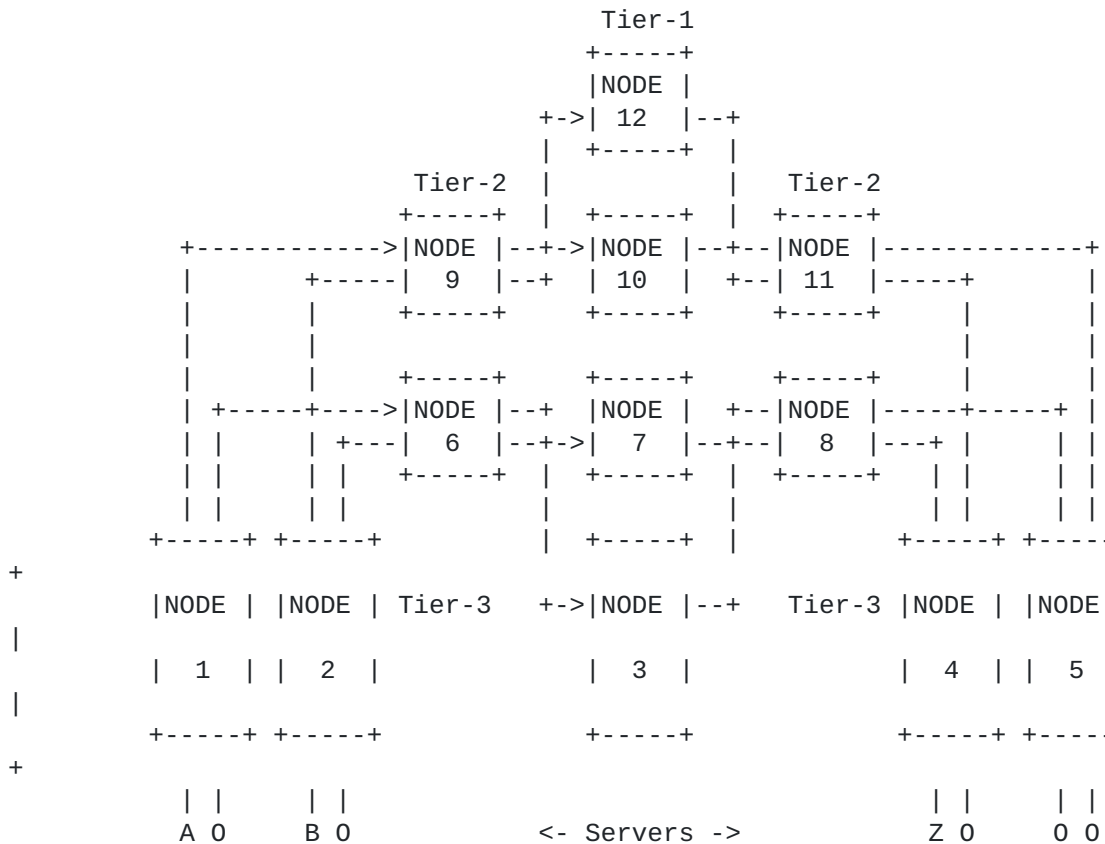 Tier-1
+-----+
|NODE |
+->| 12 |--+
| +-----+ |
Tier-2 | | Tier-2
+-----+ | +-----+ | +-----+
+------------>|NODE |--+->|NODE |--+--|NODE |-------------+
| +-----| 9 |--+ | 10 | +--| 11 |-----+ |
| | +-----+ +-----+ +-----+ | |
| | | |
| | +-----+ +-----+ +-----+ | |
| +-----+---->|NODE |--+ |NODE | +--|NODE |-----+-----+ |
| | | +---| 6 |--+->| 7 |--+--| 8 |---+ | | |
| | | | +-----+ | +-----+ | +-----+ | | | |
| | | | | | | | | |
+-----+ +-----+ | +-----+ | +-----+ +-----
+
|NODE | |NODE | Tier-3 +->|NODE |--+ Tier-3 |NODE | |NODE
|
| 1 | | 2 | | 3 | | 4 | | 5
|
+-----+ +-----+ +-----+ +-----+ +-----
+
| | | | | | | |
A O B O <- Servers -> Z O O O